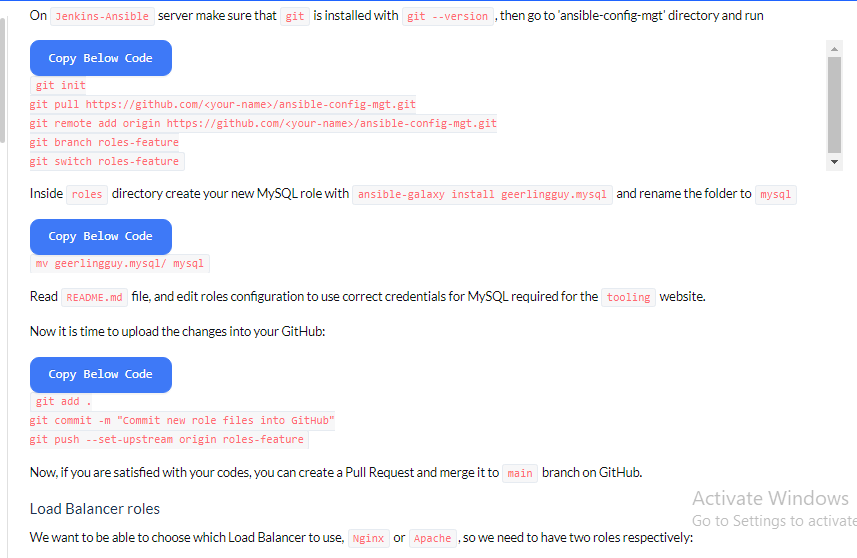 On Jenkins-Ansible server make sure that git is installed with git --version, then go to 'ansible-config-mgt' directory and run
Copy Below Code
git init
git pull https://github.com/<your-name>/ansible-config-mgt.git
git remote add origin https://github.com/<your-name>/ansible-config-mgt.git
git branch roles-feature
git switch roles-feature
Inside roles directory create your new MySQL role with ansible-galaxy install geerlingguy.mysql and rename the folder to mysql
Copy Below Code
mv geerlingguy.mysql/ mysql
Read README.md file, and edit roles configuration to use correct credentials for MySQL required for the tooling website.
Now it is time to upload the changes into your GitHub:
Copy Below Code
git add .
git commit -m "Commit new role files into GitHub"
git push --set-upstream origin roles-feature
Now, if you are satisfied with your codes, you can create a Pull Request and merge it to main branch on GitHub.
Load Balancer roles
We want to be able to choose which Load Balancer to use, Nginx or Apache, so we need to have two roles respectively:
Activate Windows
Go to Settings to activate